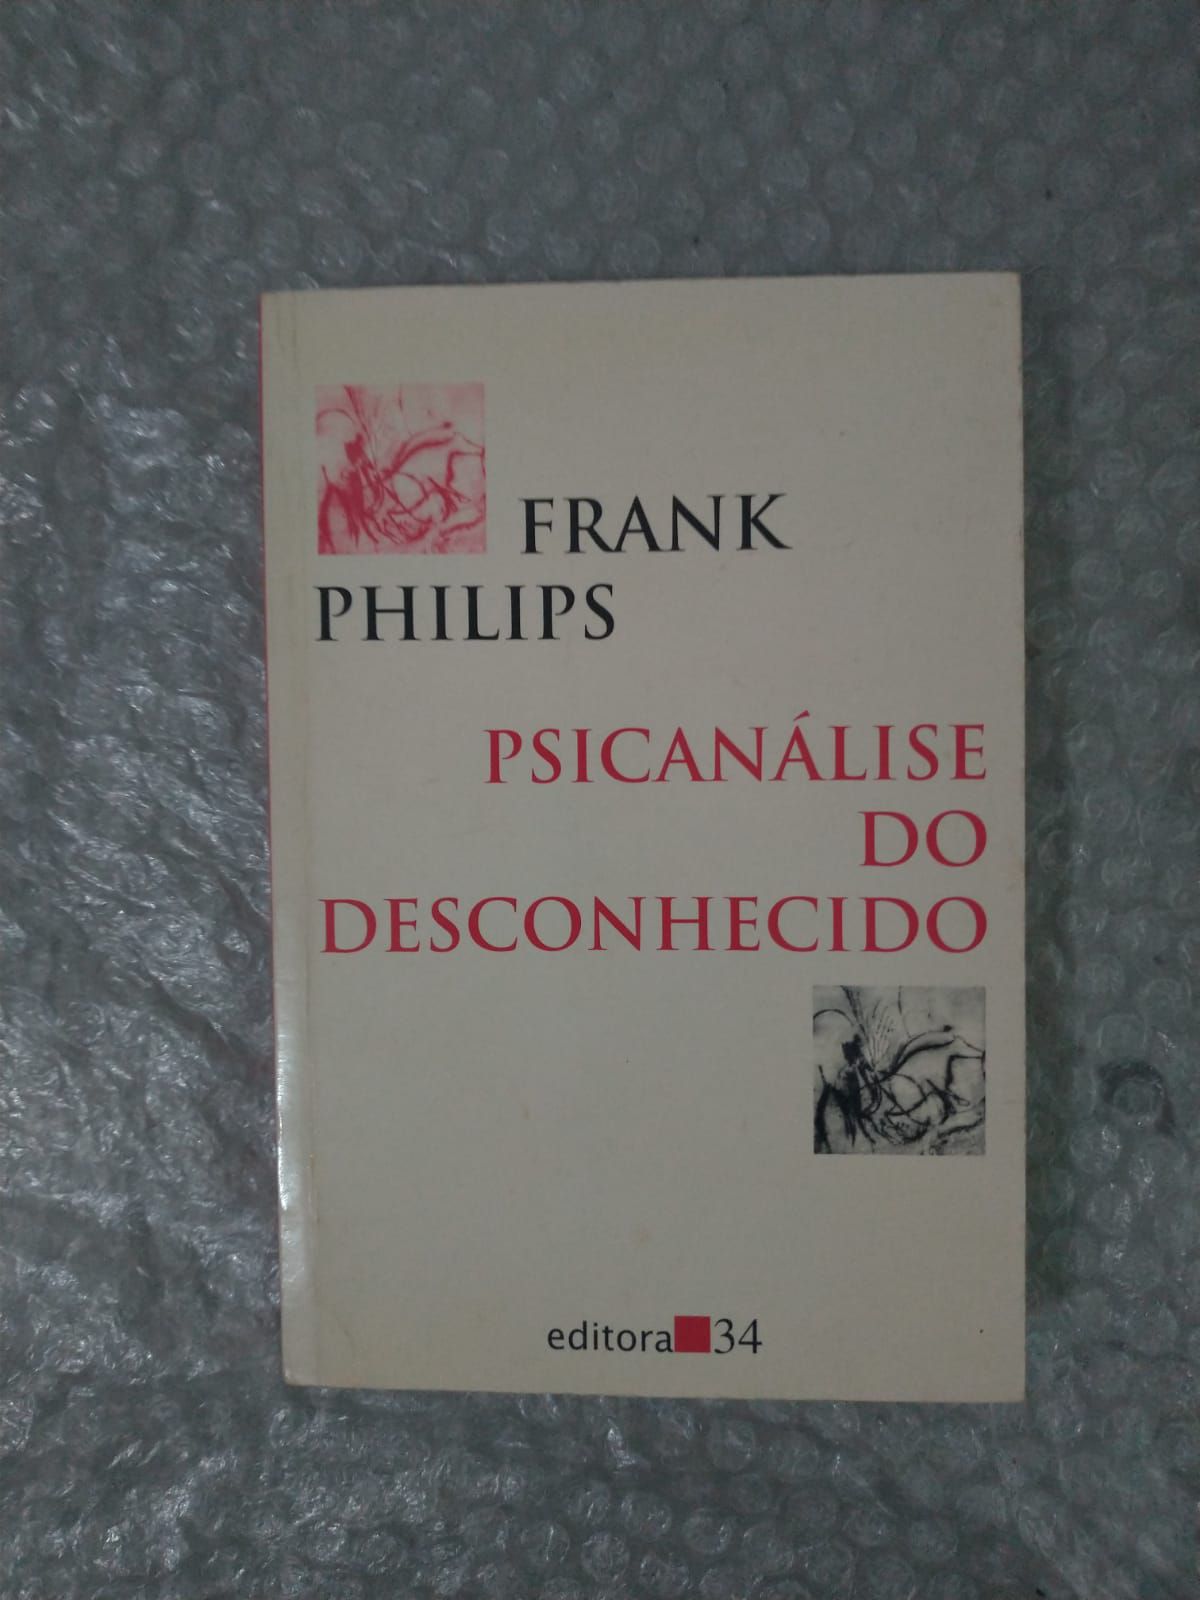 FRANK
PHILIPS
PSICANÁLISE
DO
DESCONHECIDO
editora 34